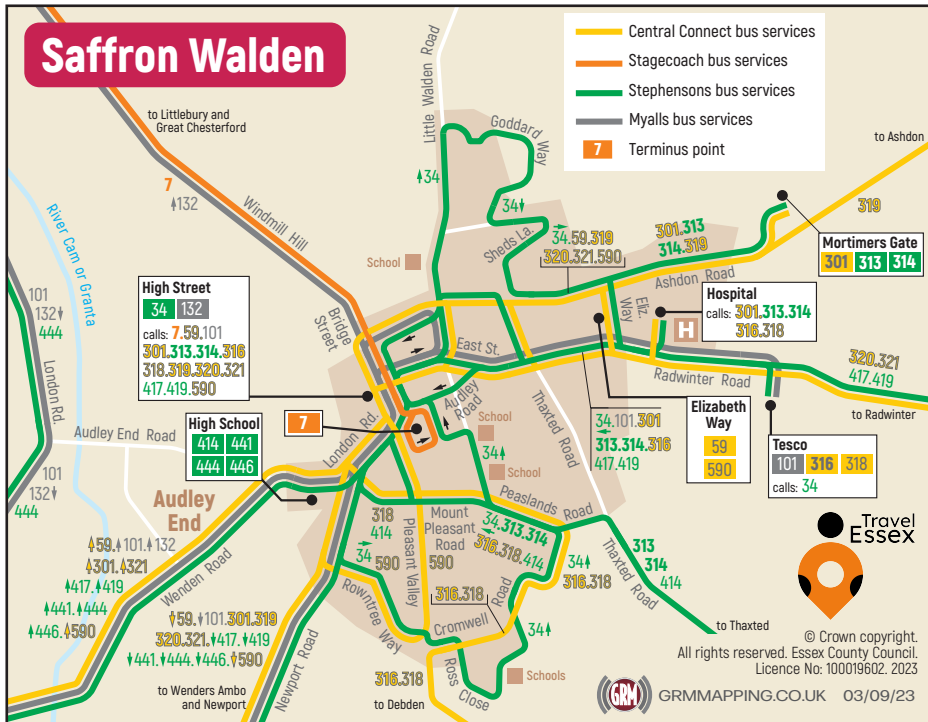 Saffron Walden
Central Connect bus services
Stagecoach bus services
Stephensons bus services
Myalls bus services
7 Terminus point
to Littlebury and
Great Chesterford
7
132
Windmill Hill
River Cam or Granta
Little Walden Road
Goddard
Way
34
34
Sheds La.
School
34.59.319
320.321.590
301.313
314.319
to Ashdon
319
Mortimers Gate
301 313 314
Ashdon Road
Eliz.
Way
Hospital
calls: 301.313.314
316.318
H
High Street
34 132
calls: 7.59.101
301.313.314.316
318.319.320.321
417.419.590
Bridge
Street
East St.
Radwinter Road
320.321
417.419
to Radwinter
101
132
444
London Rd.
Audley End Road
High School
414 441
444 446
7
London Rd.
Audley
Road
School
School
34
Thaxted Road
34.101.301
313.314.316
417.419
Elizabeth
Way
59
590
Tesco
101 316 318
calls: 34
101
132
444
Audley
End
Peaslands Road
59.101.132
301.321
417.419
441.444
446.590
Wenden Road
318
414
34
590
Pleasant Valley
Mount
Pleasant
Road
590
34.313.314
316.318.414
34
316.318
313
314
414
Thaxted Road
to Thaxted
Travel
Essex
59.101.301.319
320.321.417.419
441.444.446.590
Rowntree Way
316.318
Cromwell
Road
34
Schools
Ross
Close
Newport Road
to Wenders Ambo
and Newport
316.318
to Debden
© Crown copyright.
All rights reserved. Essex County Council.
Licence No: 100019602. 2023
GRM GRMMAPPING.CO.UK 03/09/23